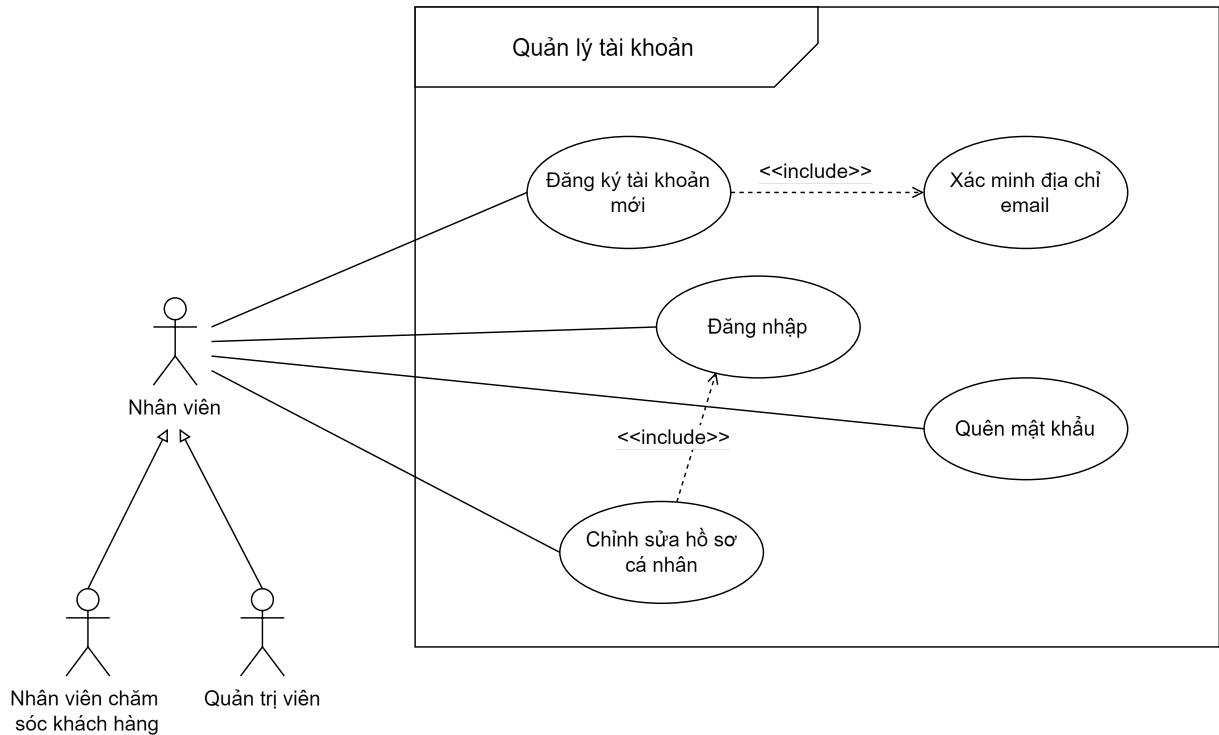 Quản lý tài khoản
Đăng ký tài khoản
mới
<<include>>
Xác minh địa chỉ
email
Đăng nhập
Nhân viên
<<include>>
Quên mật khẩu
Chỉnh sửa hồ sơ
cá nhân
Nhân viên chăm
sóc khách hàng
Quản trị viên